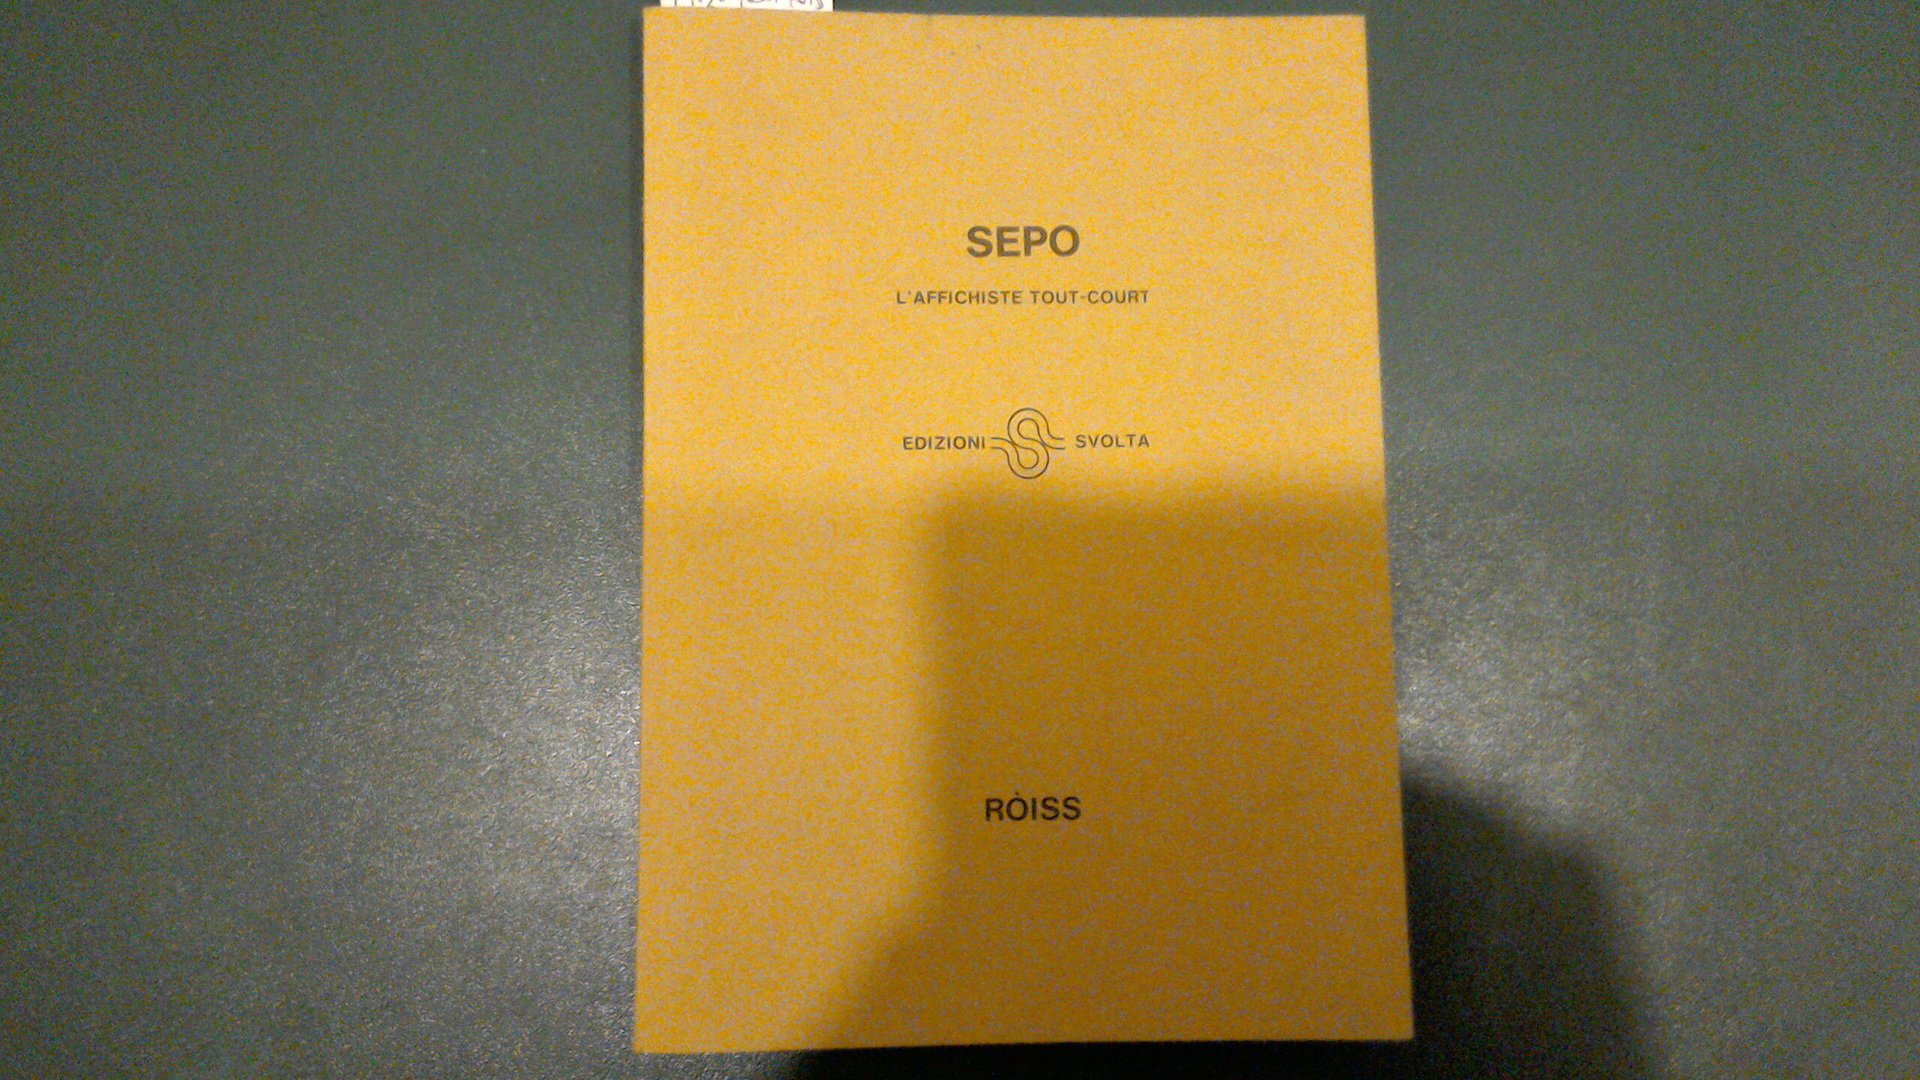 SEPO
L'AFFICHISTE TOUT-COURT
EDIZIONI SVOLTA
RÒISS